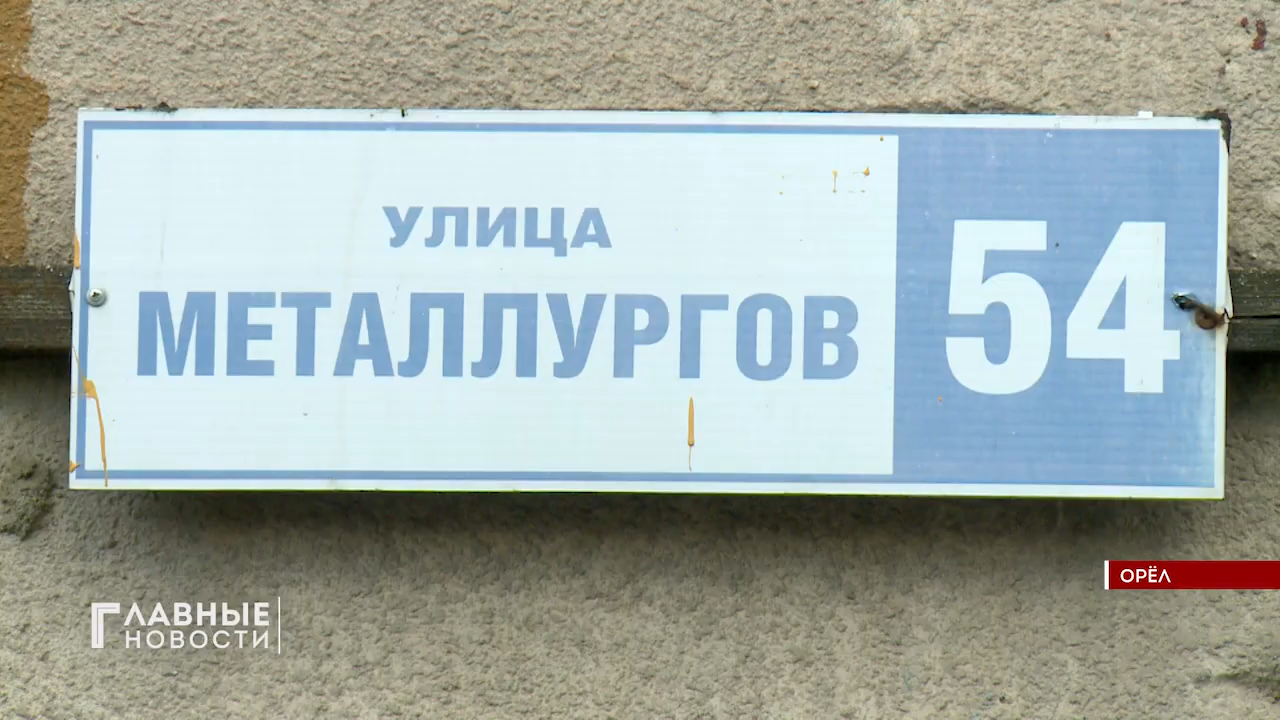 УЛИЦА
МЕТАЛЛУРГОВ
54
ОРЁЛ
ГЛАВНЫЕ
НОВОСТИ